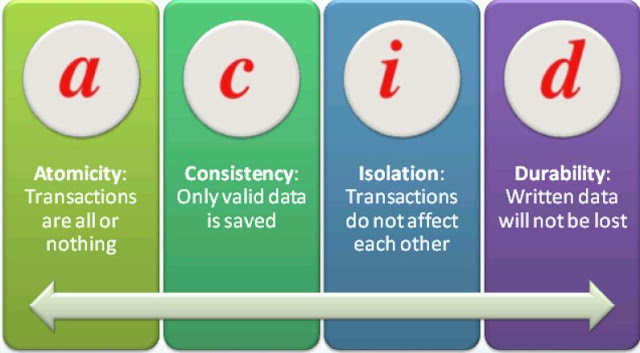 a
Atomicity:
Transactions
are all or
nothing
c
Consistency:
Only valid data
is saved
i
Isolation:
Transactions
do not affect
each other
d
Durability:
Written data
will not be lost